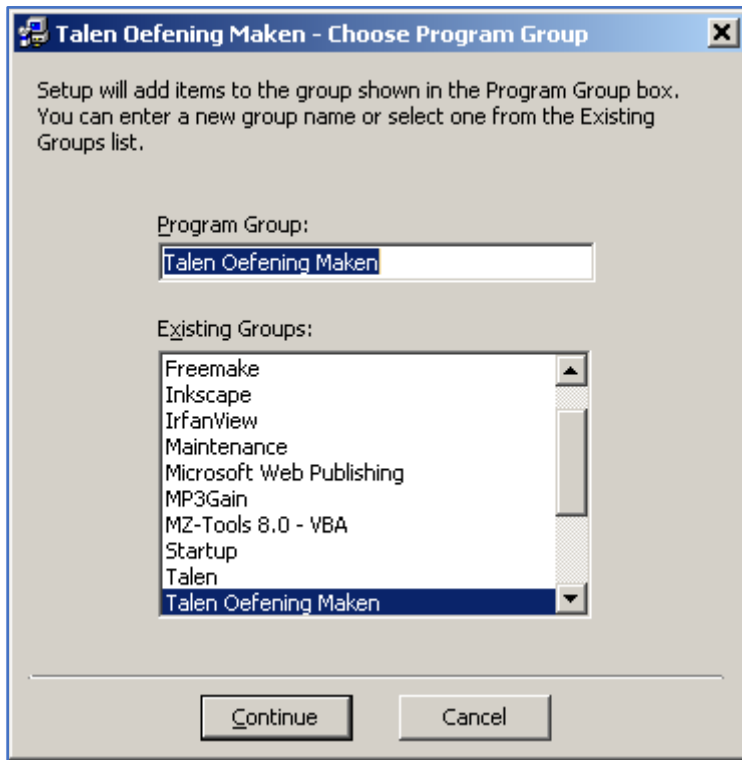 Talen Oefening Maken - Choose Program Group
Setup will add items to the group shown in the Program Group box.
You can enter a new group name or select one from the Existing
Groups list.
Program Group:
Talen Oefening Maken
Existing Groups:
Freemake
Inkscape
IrfanView
Maintenance
Microsoft Web Publishing
MP3Gain
MZ-Tools 8.0 - VBA
Startup
Talen
Talen Oefening Maken
Continue
Cancel